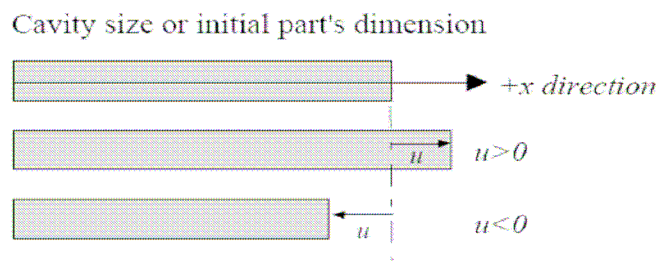 Cavity size or initial part's dimension
+x direction
u u>0
u u<0